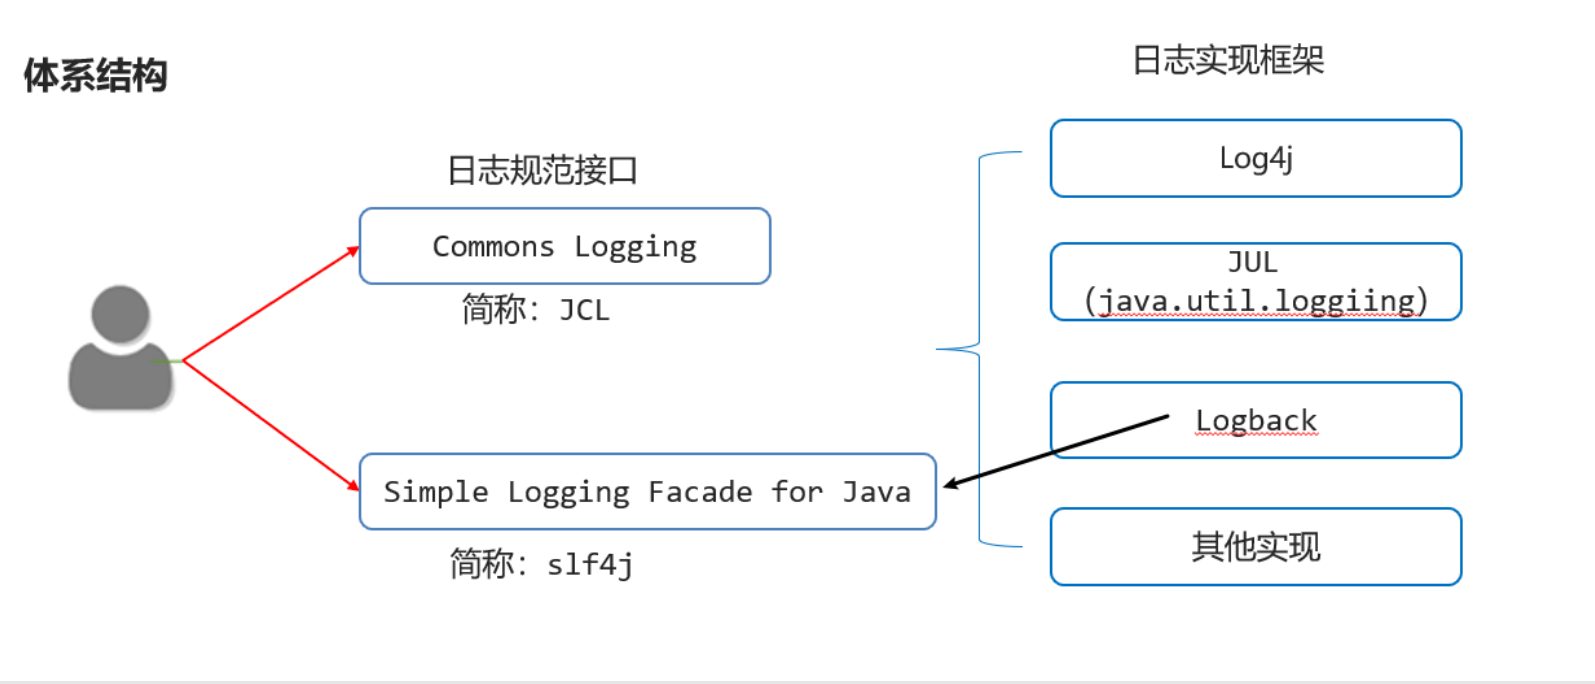 体系结构
日志规范接口
Commons Logging
简称：JCL
Simple Logging Facade for Java
简称：slf4j
日志实现框架
Log4j
JUL
（java.util.loggiing）
Logback
其他实现